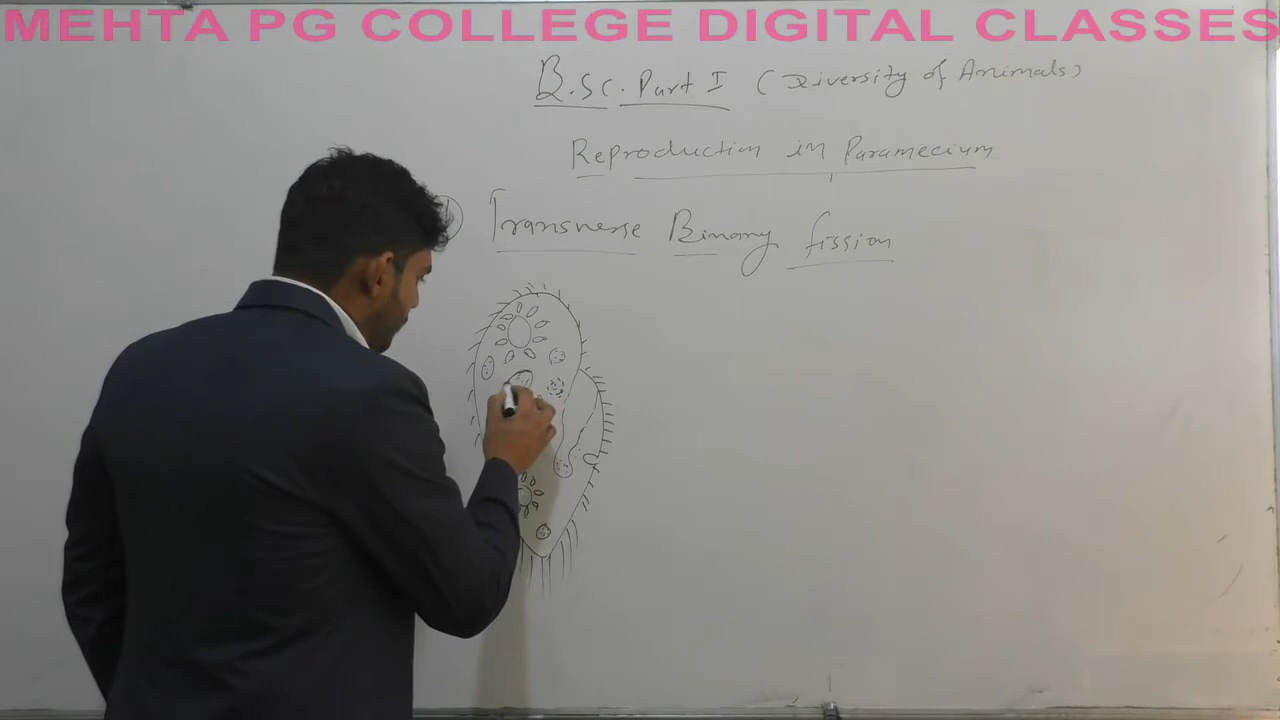 MEHTA PG COLLEGE DIGITAL CLASSES
B.Sc. Part I (Diversity of Animals)
Reproduction in Paramecium
Transverse Binary fission